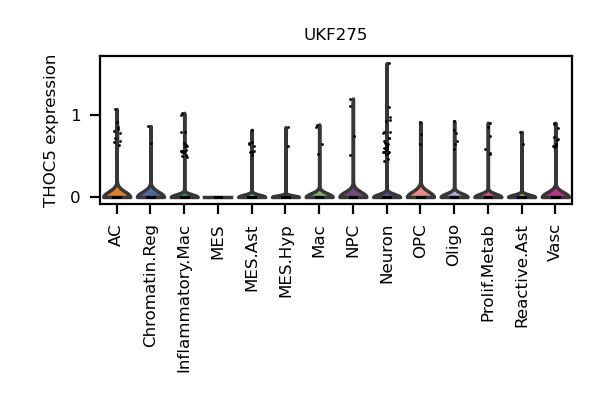 UKF275
THOC5 expression
1
0
AC
Chromatin.Reg
Inflammatory.Mac
MES
MES.Ast
MES.Hyp
Mac
NPC
Neuron
OPC
Oligo
Prolif.Metab
Reactive.Ast
Vasc